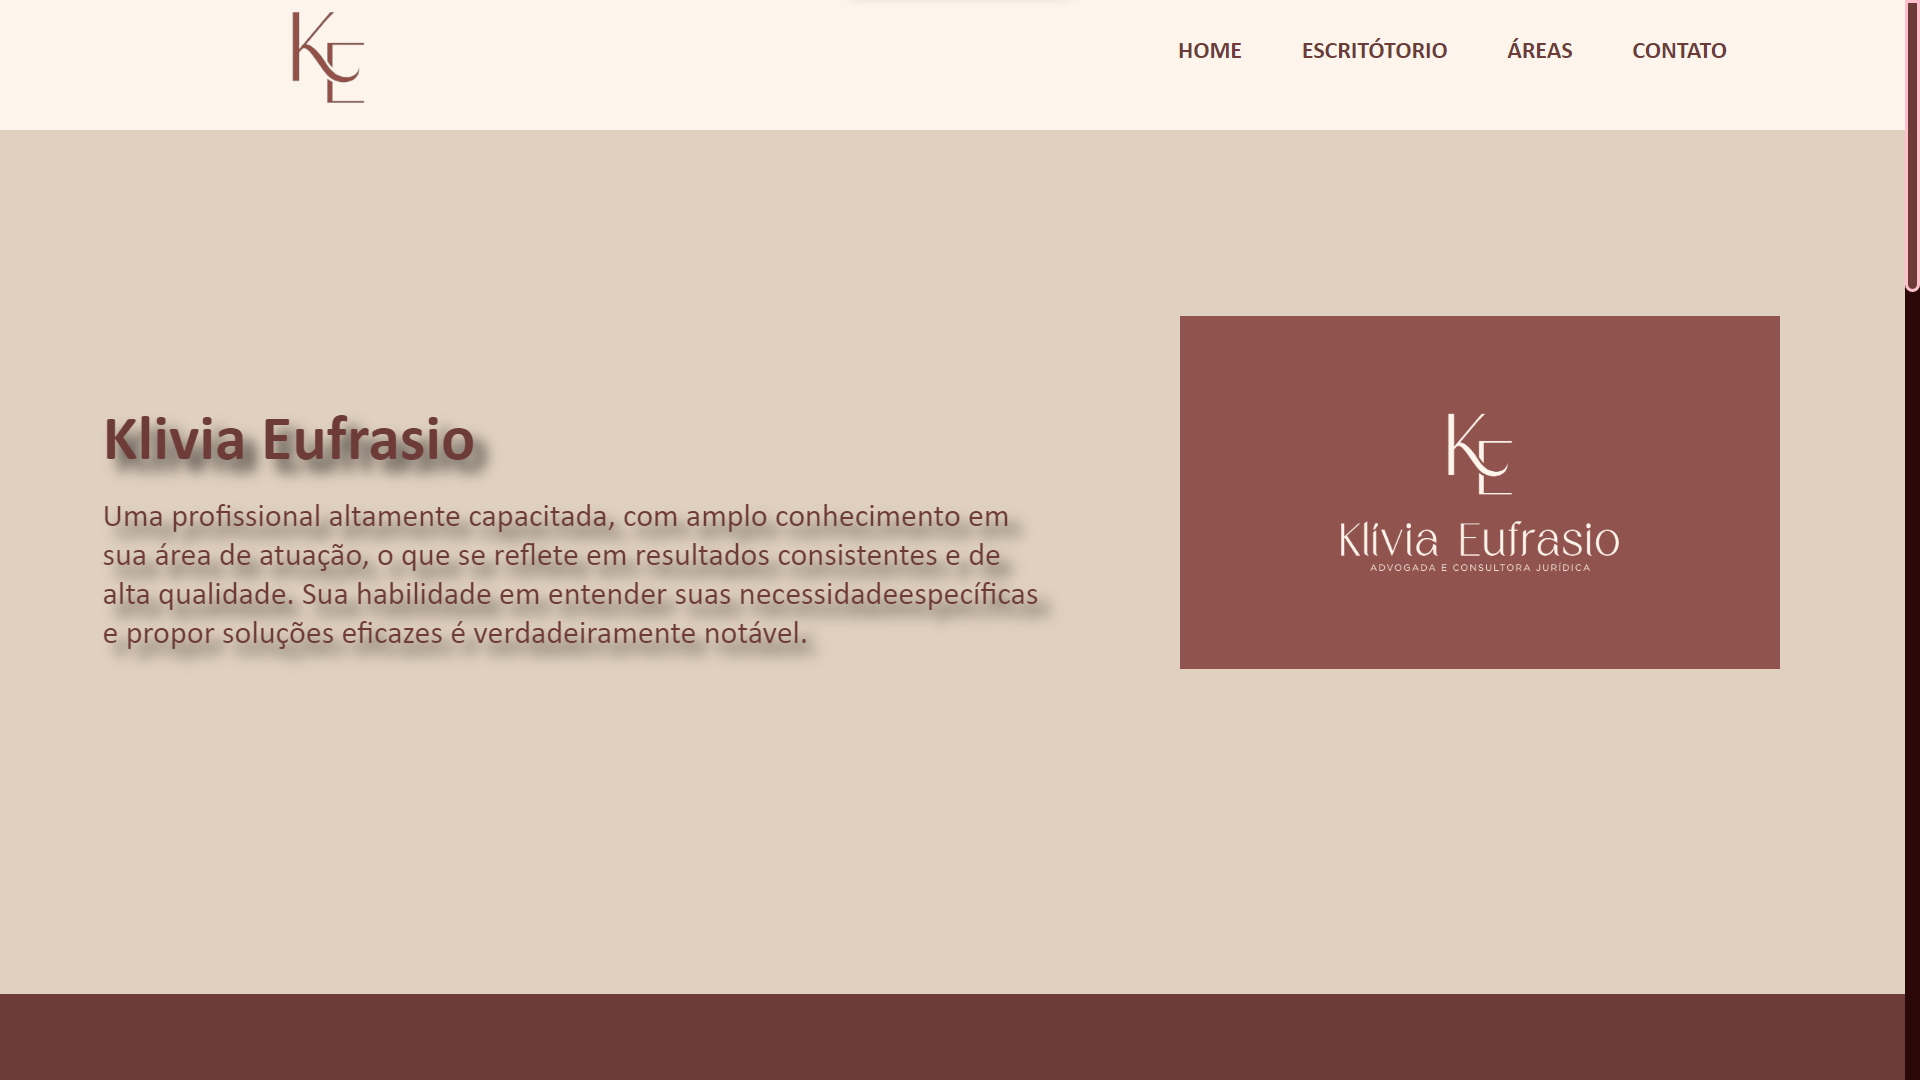 KE
HOME ESCRITÓTORIO ÁREAS CONTATO
Klivia Eufrasio
Uma profissional altamente capacitada, com amplo conhecimento em
sua área de atuação, o que se reflete em resultados consistentes e de
alta qualidade. Sua habilidade em entender suas necessidadeespecíficas
e propor soluções eficazes é verdadeiramente notável.
KE
Klívia Eufrasio
ADVOGADA E CONSULTORA JURÍDICA